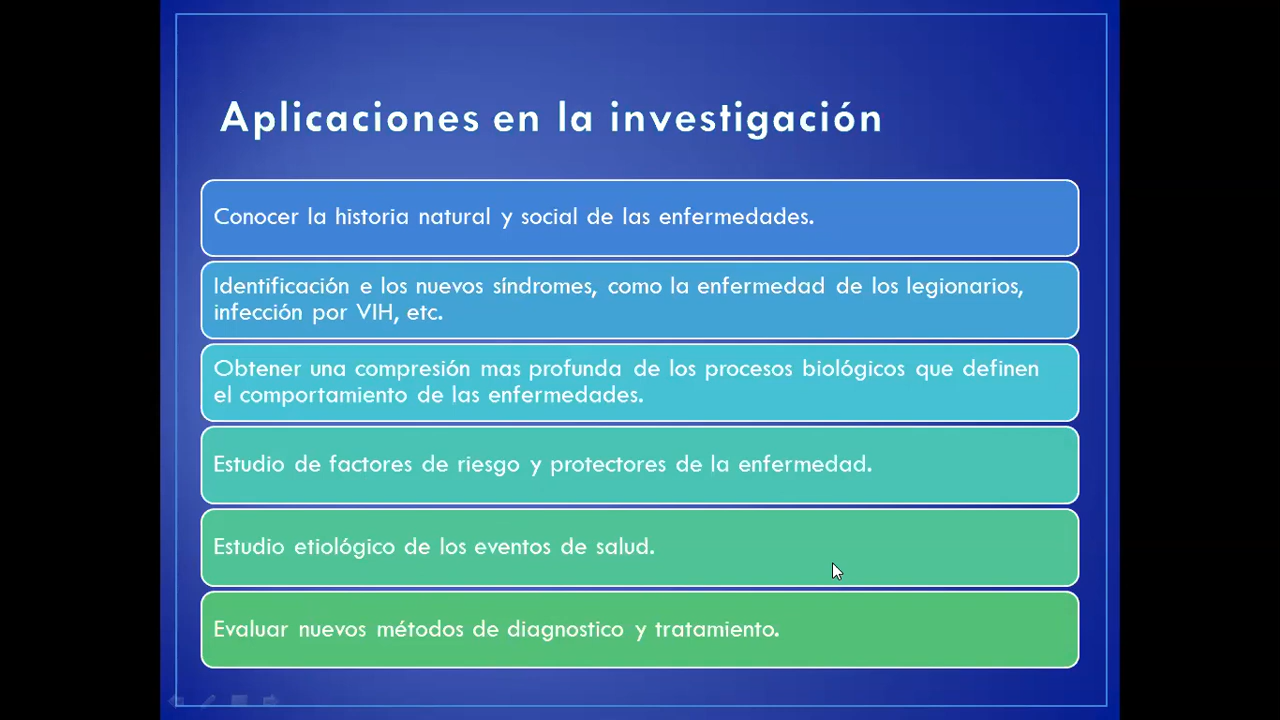 Aplicaciones en la investigación
Conocer la historia natural y social de las enfermedades.
Identificación e los nuevos síndromes, como la enfermedad de los legionarios,
infección por VIH, etc.
Obtener una compresión mas profunda de los procesos biológicos que definen
el comportamiento de las enfermedades.
Estudio de factores de riesgo y protectores de la enfermedad.
Estudio etiológico de los eventos de salud.
Evaluar nuevos métodos de diagnostico y tratamiento.